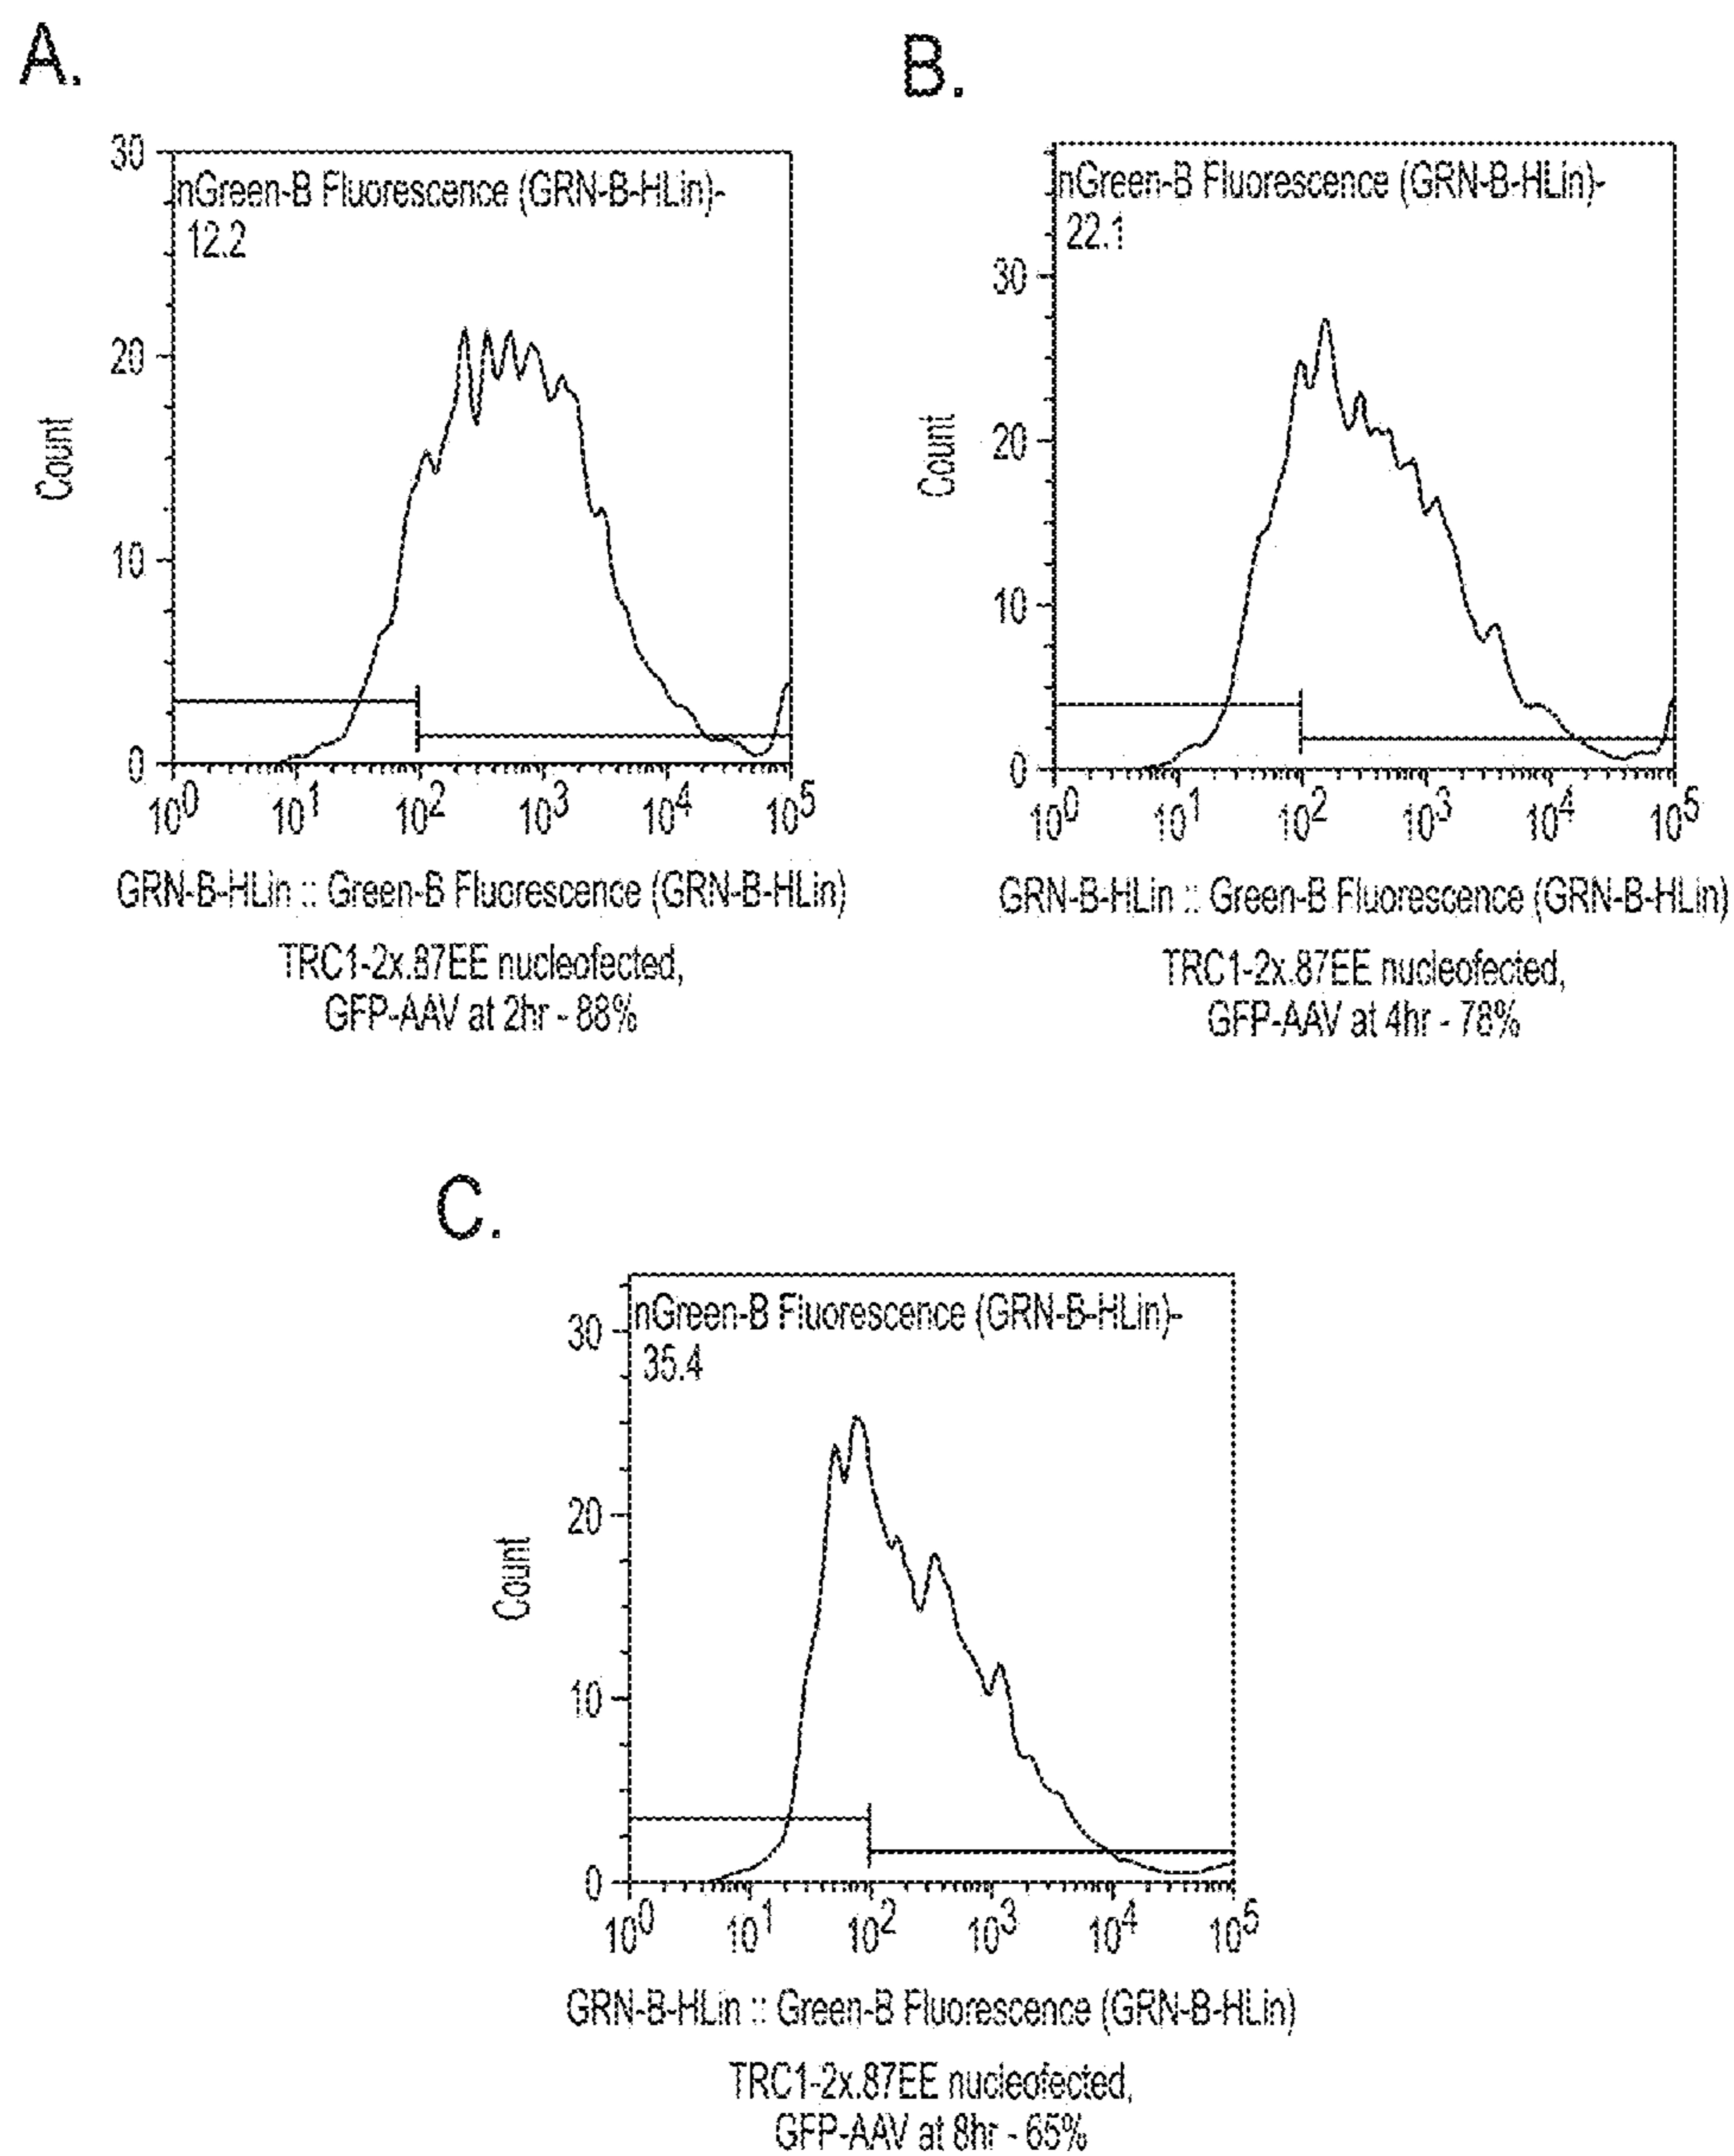 A.
30
nGreen-B Fluorescence (GRN-B-HLin)-
12.2
20
Count
10
0
10^0 10^1 10^2 10^3 10^4 10^5
GRN-B-HLin :: Green-B Fluorescence (GRN-B-HLin)
TRC1-2x.87EE nucleofected,
GFP-AAV at 2hr - 88%
B.
nGreen-B Fluorescence (GRN-B-HLin)-
22.1
30
Count
20
10
0
10^0 10^1 10^2 10^3 10^4 10^5
GRN-B-HLin :: Green-B Fluorescence (GRN-B-HLin)
TRC1-2x.87EE nucleofected,
GFP-AAV at 4hr - 78%
C.
nGreen-B Fluorescence (GRN-B-HLin)-
30
35.4
20
Count
10
0
10^0 10^1 10^2 10^3 10^4 10^5
GRN-B-HLin :: Green-B Fluorescence (GRN-B-HLin)
TRC1-2x.87EE nucleofected,
GFP-AAV at 8hr - 65%